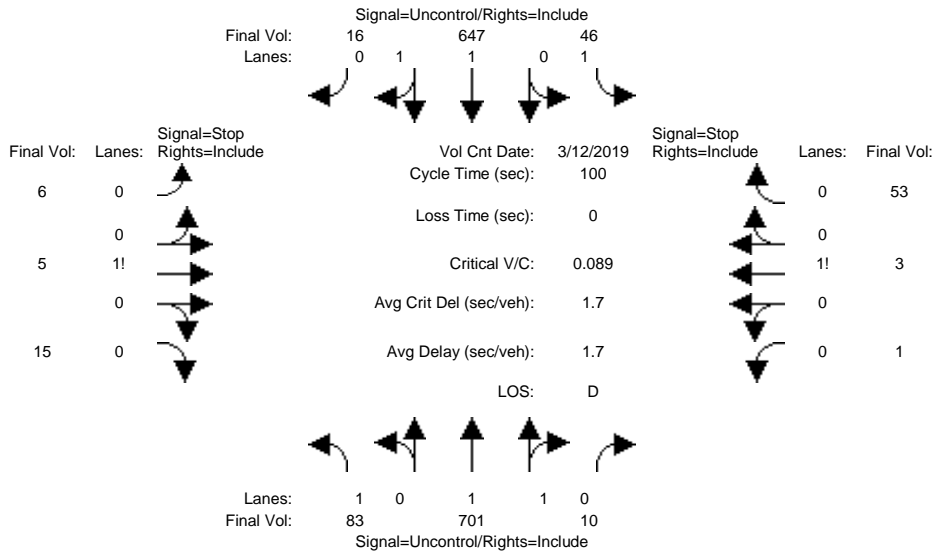 Signal=Uncontrol/Rights=Include
Final Vol: 16 647 46
Lanes: 0 1 1 0 1
Signal=Stop
Final Vol: Lanes: Rights=Include
Vol Cnt Date: 3/12/2019
Signal=Stop
Rights=Include Lanes: Final Vol:
Cycle Time (sec): 100
6 0
0 53
Loss Time (sec): 0
0
0
5 1!
Critical V/C: 0.089
1! 3
0
Avg Crit Del (sec/veh): 1.7
0
15 0
Avg Delay (sec/veh): 1.7
0 1
LOS: D
Lanes: 1 0 1 1 0
Final Vol: 83 701 10
Signal=Uncontrol/Rights=Include